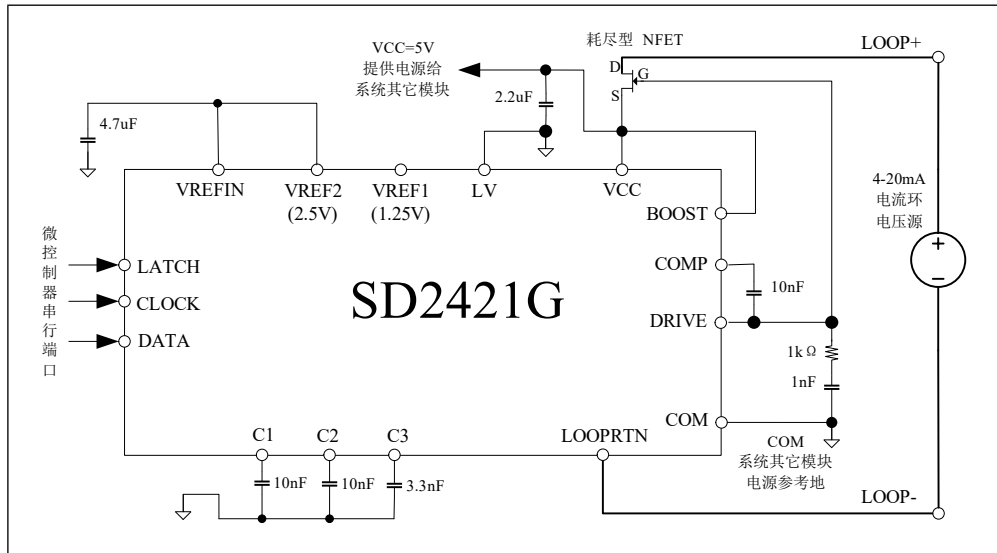 耗尽型 NFET
LOOP+
VCC=5V
提供电源给
系统其它模块
D
G
S
2.2uF
4.7uF
VREFIN
VREF2
(2.5V)
VREF1
(1.25V)
LV
VCC
BOOST
4-20mA
电流环
电压源
微控制器串行端口
LATCH
CLOCK
DATA
SD2421G
COMP
10nF
DRIVE
1kΩ
1nF
COM
C1
C2
C3
LOOPRTN
10nF
10nF
3.3nF
COM
系统其它模块
电源参考地
LOOP-